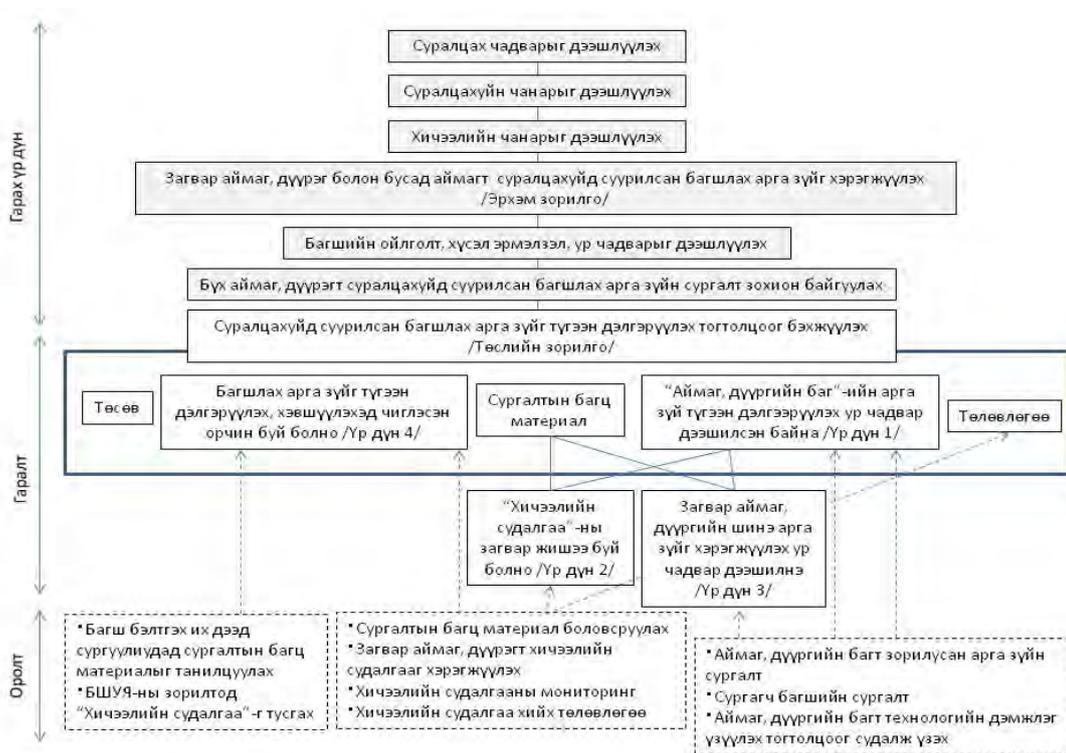 Гарах үр дүн
Суралцах чадварыг дээшлүүлэх
Суралцахуйн чанарыг дээшлүүлэх
Хичээлийн чанарыг дээшлүүлэх
Загвар аймаг, дүүрэг болон бусад аймагт суралцахуйд суурилсан багшлах арга зүйг хэрэгжүүлэх
/Эрхэм зорилго/
Багшийн ойлголт, хүсэл эрмэлзэл, ур чадварыг дээшлүүлэх
Бүх аймаг, дүүрэгт суралцахуйд суурилсан багшлах арга зүйн сургалт зохион байгуулах
Суралцахуйд суурилсан багшлах арга зүйг түгээн дэлгэрүүлэх тогтолцоог бэхжүүлэх
/Төслийн зорилго/
Гаралт
Төсөв
Багшлах арга зүйг түгээн
дэлгэрүүлэх, хэвшүүлэхэд чиглэсэн
орчин буй болно /Үр дүн 4/
Сургалтын багц
материал
"Аймаг, дүүргийн баг"-ийн арга
зүй түгээн дэлгээрүүлэх ур чадвар
дээшилсэн байна /Үр дүн 1/
Төлөвлөгөө
"Хичээлийн
судалгаа"-ны
загвар жишээ буй
болно /Үр дүн 2/
Загвар аймаг,
дүүргийн шинэ арга
зүйг хэрэгжүүлэх ур
чадвар дээшилнэ
/Үр дүн 3/
Оролт
▪Багш бэлтгэх их дээд
сургуулиудад сургалтын багц
материалыг танилцуулах
▪БШУЯ-ны зорилтод
"Хичээлийн судалгаа"-г тусгах
▪Сургалтын багц материал боловсруулах
▪Загвар аймаг, дүүрэгт хичээлийн
судалгааг хэрэгжүүлэх
▪Хичээлийн судалгааны мониторинг
▪Хичээлийн судалгаа хийх төлөвлөгөө
▪Аймаг, дүүргийн багт зорилусан арга зүйн
сургалт
▪Сургагч багшийн сургалт
▪Аймаг, дүүргийн багт технологийн дэмжлэг
үзүүлэх тогтолцоог судалж үзэх